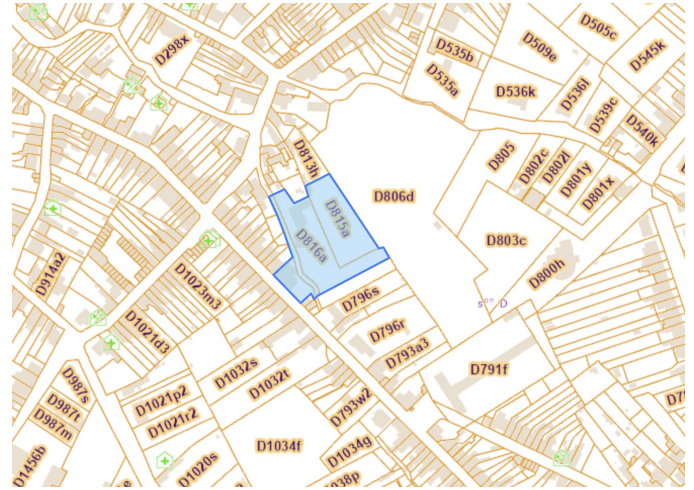 D298x
D535b
D535a
D509e
D505c
D545k
D536k
D536l
D539c
D540k
D813h
D806d
D805
D802c
D802l
D801y
D801x
D815a
D816a
D803c
D800h
D914a2
D1023m3
D796s
sᵉⁿ D
D1021d3
D796r
D793a3
D791f
D987s
D987t
D987m
D1021p2
D1021r2
D1032s
D1032t
D793w2
D1034f
D1034g
D1456b
D1020s